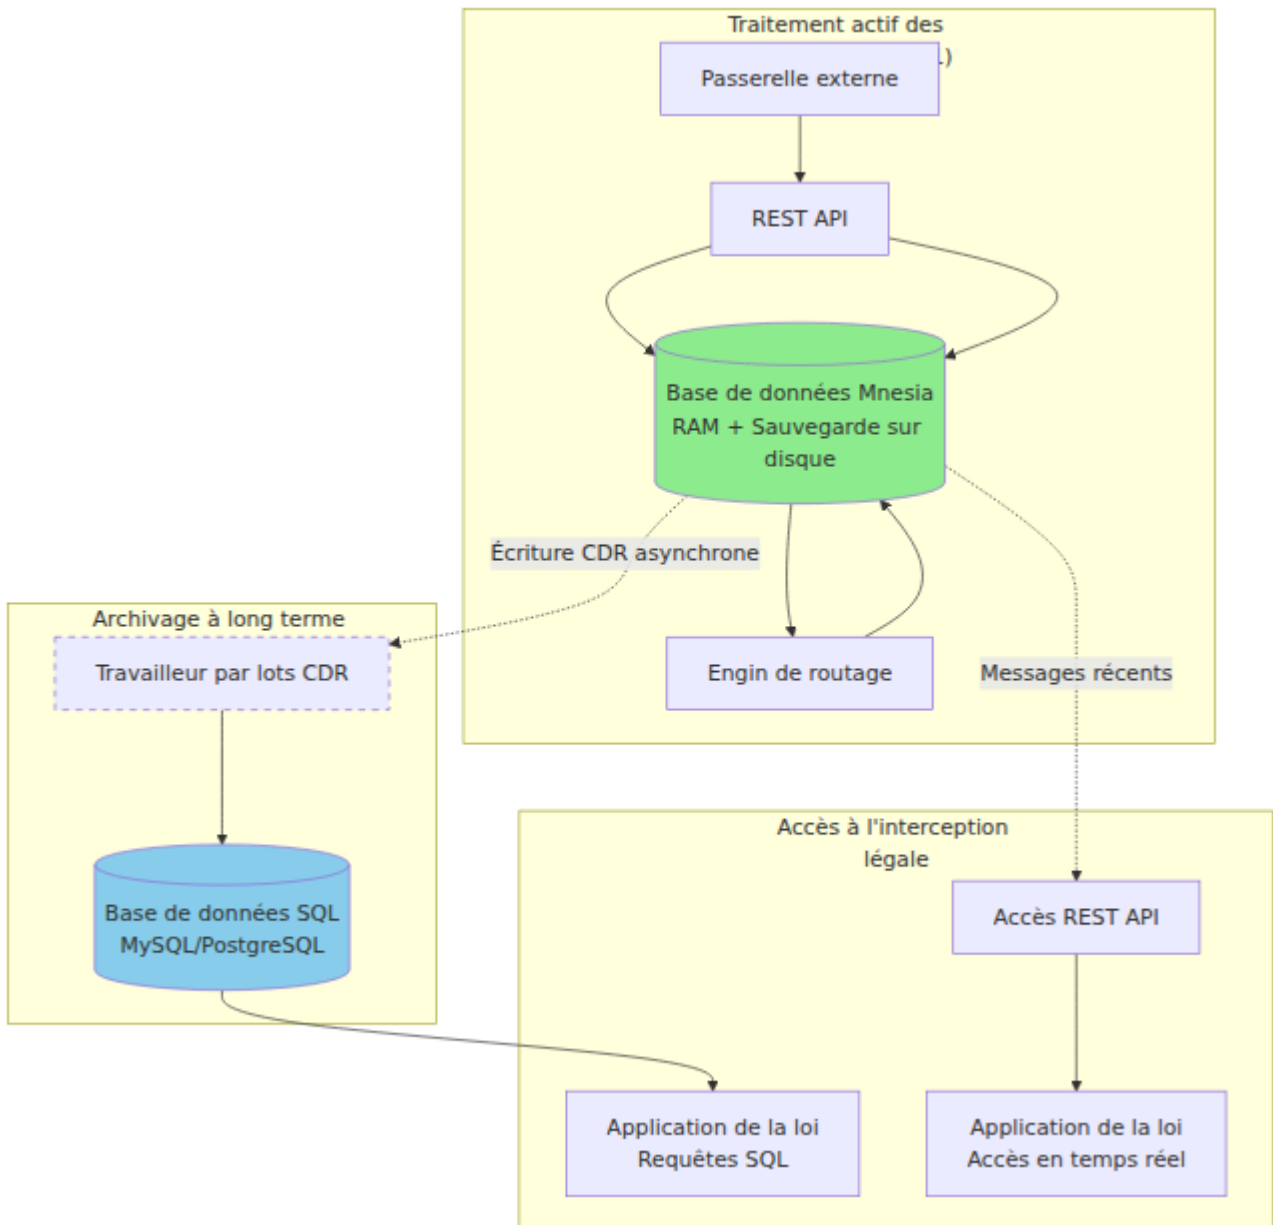 Traitement actif des
)
Passerelle externe
REST API
Base de données Mnesia
RAM + Sauvegarde sur
disque
Écriture CDR asynchrone
Engin de routage
Messages récents
Archivage à long terme
Travailleur par lots CDR
Base de données SQL
MySQL/PostgreSQL
Accès à l'interception
légale
Accès REST API
Application de la loi
Requêtes SQL
Application de la loi
Accès en temps réel